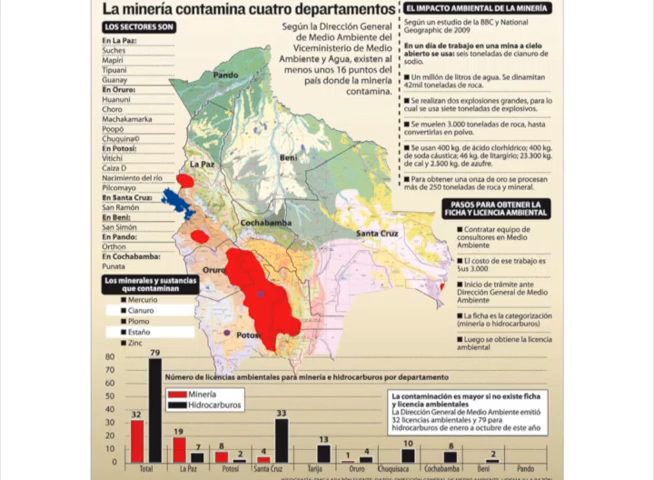 La minería contamina cuatro departamentos
LOS SECTORES SON
En La Paz:
Suches
Mapiri
Tipuani
Guanay
En Oruro:
Huanuni
Choro
Machakamarka
Poopó
Chuquina
En Potosí:
Vitichi
Caiza D
Nacimiento del río
Pilcomayo
En Santa Cruz:
San Ramón
En Beni:
San Simón
En Pando:
Orthon
En Cochabamba:
Punata
Los minerales y sustancias
que contaminan
Mercurio
Cianuro
Plomo
Estaño
Zinc
Según la Dirección General
de Medio Ambiente del
Viceministerio de Medio
Ambiente y Agua, existen al
menos unos 16 puntos del
país donde la minería
contamina.
Pando
La Paz
Beni
Cochabamba
Santa Cruz
Oruro
Potosí
EL IMPACTO AMBIENTAL DE LA MINERÍA
Según un estudio de la BBC y National
Geographic de 2009
En un día de trabajo en una mina a cielo
abierto se usa: seis toneladas de cianuro de
sodio.
Un millón de litros de agua. Se dinamitan
42mil toneladas de roca.
Se realizan dos explosiones grandes, para lo
cual se usa siete toneladas de explosivos.
Se muelen 3.000 toneladas de roca, hasta
convertirlas en polvo.
Se usan 400 kg. de ácido clorhídrico; 400 kg.
de soda cáustica; 46 kg. de litargirio; 23.300 kg.
de cal y 2.500 kg. de azufre.
Para obtener una onza de oro se procesan
más de 250 toneladas de roca y mineral.
PASOS PARA OBTENER LA
FICHA Y LICENCIA AMBIENTAL
Contratar equipo de
consultores en Medio
Ambiente
El costo de ese trabajo es
$us 3.000
Inicio de trámite ante
Dirección General de Medio
Ambiente
La ficha es la categorización
(minería o hidrocarburos)
Luego se obtiene la licencia
ambiental
Número de licencias ambientales para minería e hidrocarburos por departamento
Minería
Hidrocarburos
La contaminación es mayor si no existe ficha
y licencia ambientales
La Dirección General de Medio Ambiente emitió
32 licencias ambientales y 79 para
hidrocarburos de enero a octubre de este año
80
70
60
50
40
30
20
10
0
32 79
19 7
8 2
4 33
13
1 4
10
8
2
Total La Paz Potosí Santa Cruz Tarija Oruro Chuquisaca Cochabamba Beni Pando